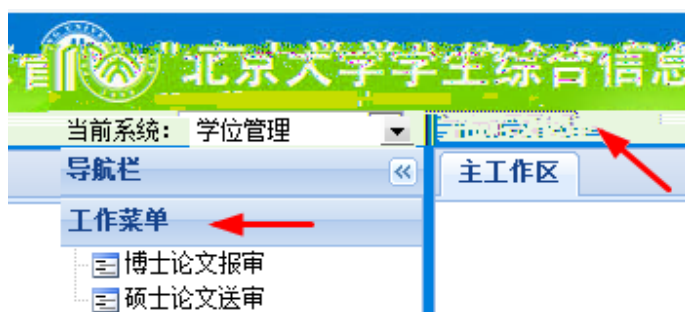 北京大学学生综合信息
当前系统： 学位管理
导航栏
主工作区
工作菜单
博士论文报审
硕士论文送审